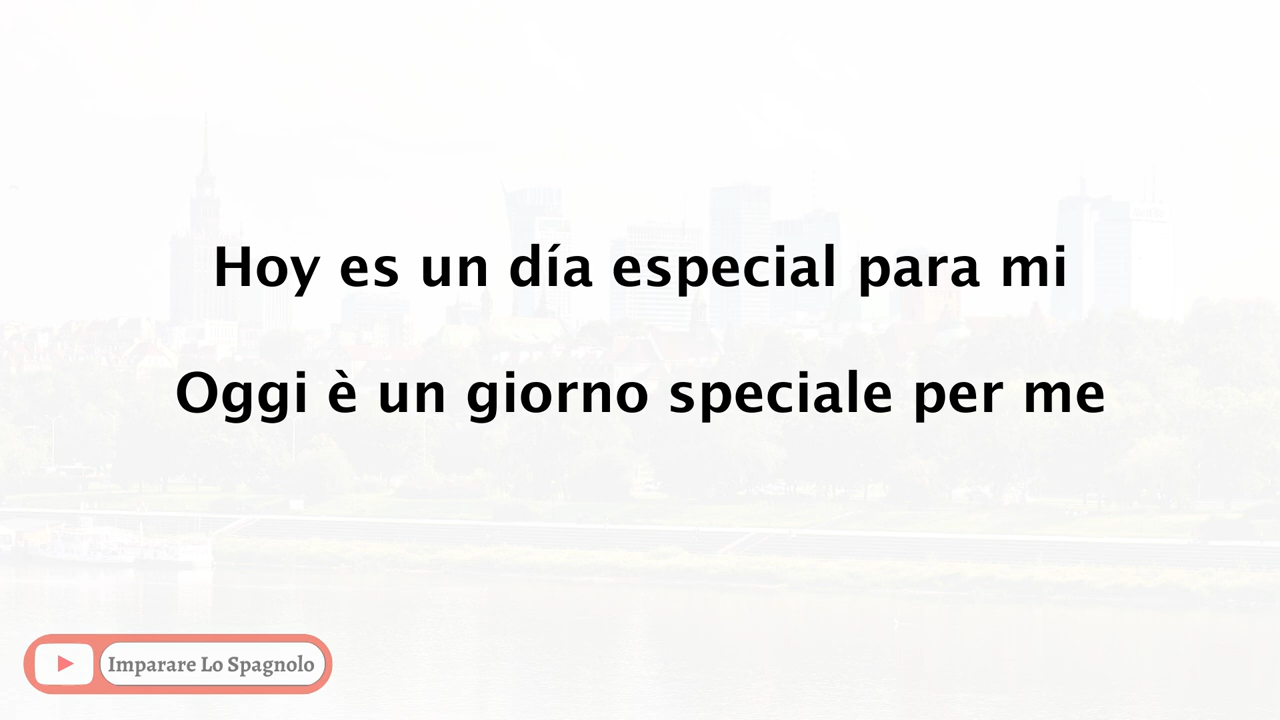 Hoy es un día especial para mi
Oggi è un giorno speciale per me
Imparare Lo Spagnolo